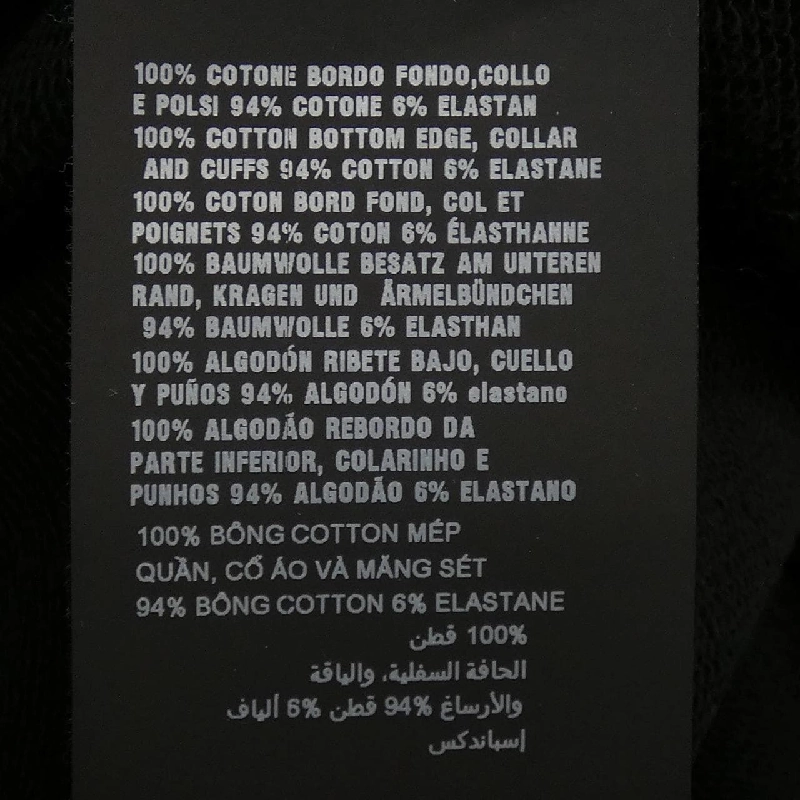 100% COTONE BORDO FONDO,COLLO
E POLSI 94% COTONE 6% ELASTAN
100% COTTON BOTTOM EDGE, COLLAR
AND CUFFS 94% COTTON 6% ELASTANE
100% COTON BORD FOND, COL ET
POIGNETS 94% COTON 6% ÉLASTHANNE
100% BAUMWOLLE BESATZ AM UNTEREN
RAND, KRAGEN UND ÄRMELBÜNDCHEN
94% BAUMWOLLE 6% ELASTHAN
100% ALGODÓN RIBETE BAJO, CUELLO
Y PUÑOS 94% ALGODÓN 6% elastano
100% ALGODÃO REBORDO DA
PARTE INFERIOR, COLARINHO E
PUNHOS 94% ALGODÃO 6% ELASTANO
100% BÔNG COTTON MÉP
QUẦN, CỔ ÁO VÀ MĂNG SÉT
94% BÔNG COTTON 6% ELASTANE
100% قطن
الحافة السفلية، والياقة
والأرساغ 94% قطن 6% ألياف
إسباندكس